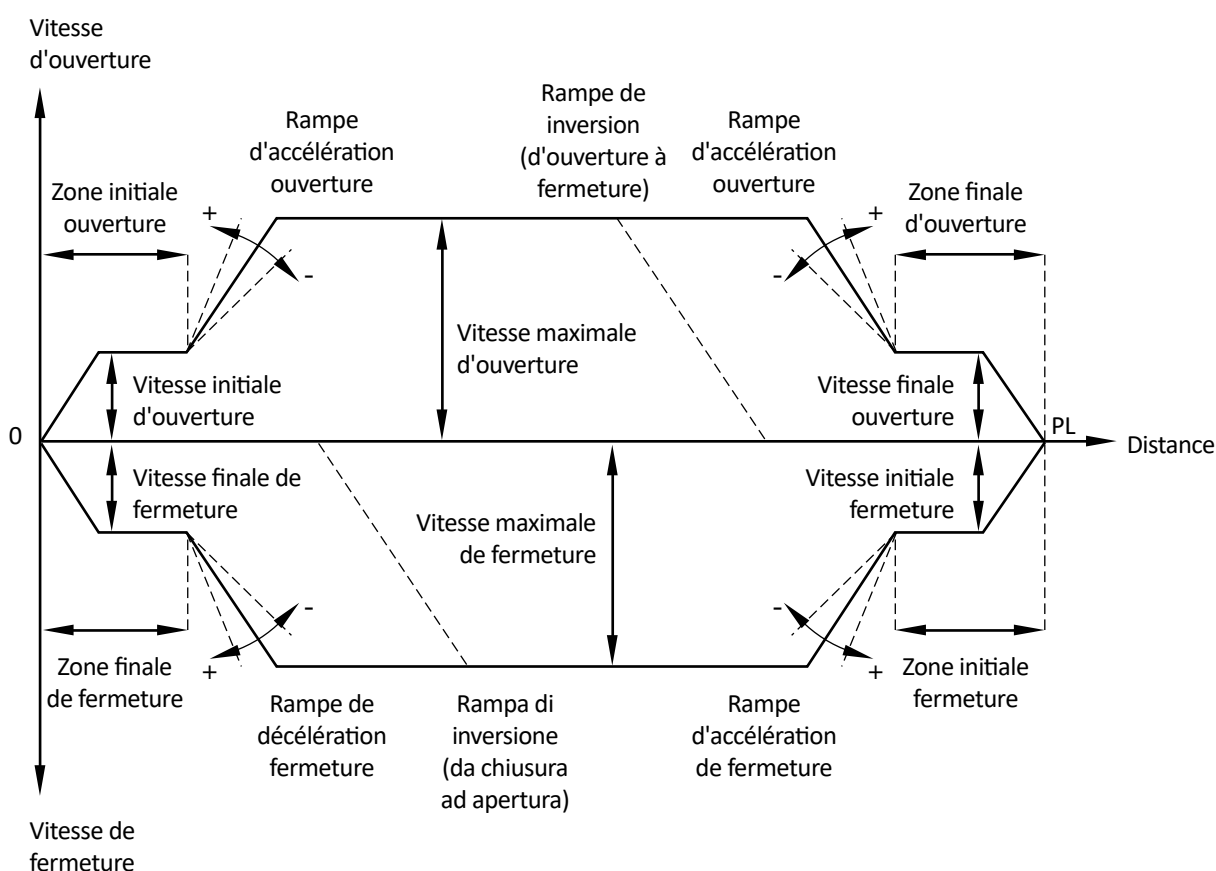 Vitesse
d'ouverture
Rampe
d'accélération
ouverture
Rampe de
inversion
(d'ouverture à
fermeture)
Rampe
d'accélération
ouverture
Zone initiale
ouverture
+
-
-
+
Zone finale
d'ouverture
Vitesse maximale
d'ouverture
Vitesse initiale
d'ouverture
Vitesse finale
ouverture
0
PL
Distance
Vitesse finale de
fermeture
Vitesse maximale
de fermeture
Vitesse initiale
fermeture
Zone finale
de fermeture
+
-
-
+
Zone initiale
fermeture
Rampe de
décélération
fermeture
Rampa di
inversione
(da chiusura
ad apertura)
Rampe
d'accélération
de fermeture
Vitesse de
fermeture